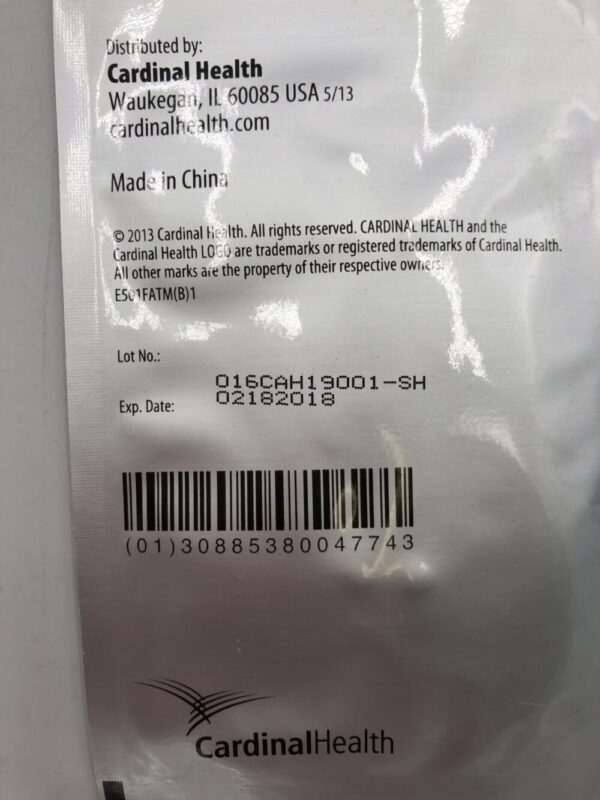 Distributed by:
Cardinal Health
Waukegan, IL 60085 USA 5/13
cardinalhealth.com
Made in China
© 2013 Cardinal Health. All rights reserved. CARDINAL HEALTH and the
Cardinal Health LOGO are trademarks or registered trademarks of Cardinal Health.
All other marks are the property of their respective owners.
E501FATM(B)1
Lot No.: 016CAH19001-SH
Exp. Date: 02182018
(01)30885380047743
CardinalHealth